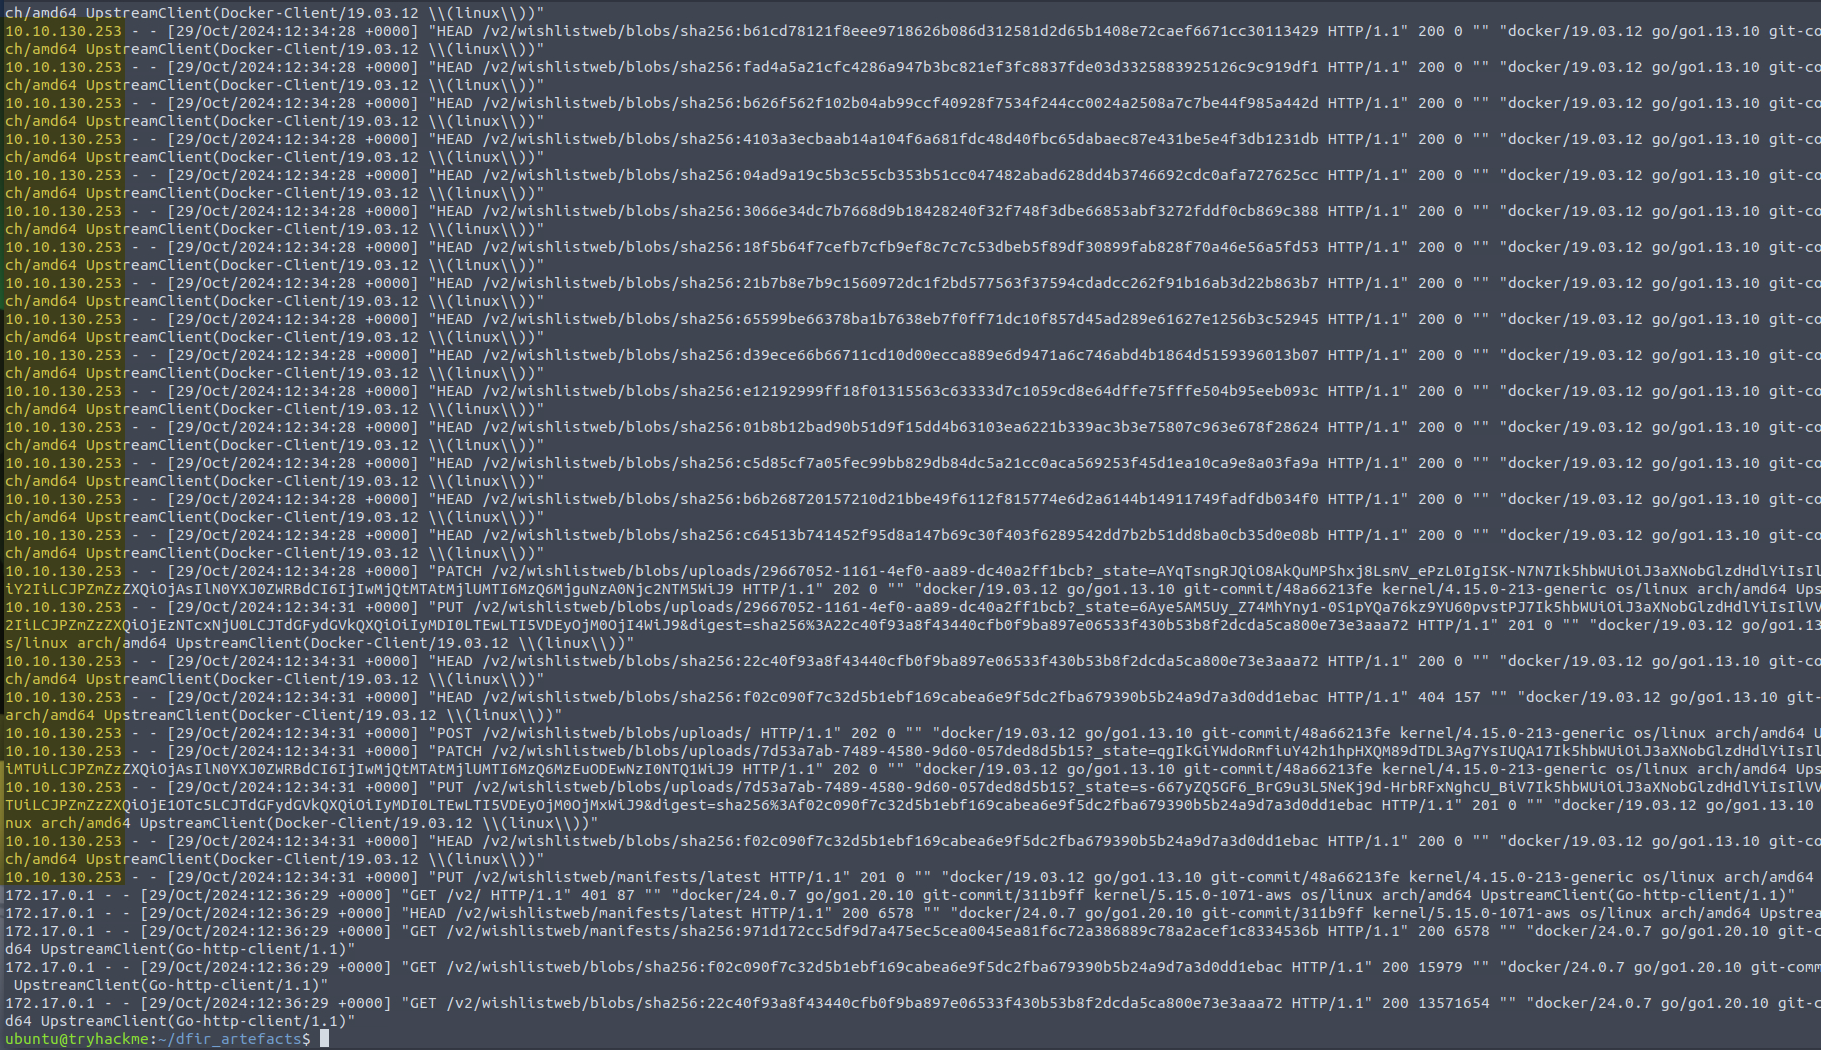 ch/amd64 UpstreamClient(Docker-Client/19.03.12 \\(linux\\))"
10.10.130.253 - - [29/Oct/2024:12:34:28 +0000] "HEAD /v2/wishlistweb/blobs/sha256:b61cd78121f8eee9718626b086d312581d2d65b1408e72caef6671cc30113429 HTTP/1.1" 200 0 "" "docker/19.03.12 go/go1.13.10 git-co
ch/amd64 UpstreamClient(Docker-Client/19.03.12 \\(linux\\))"
10.10.130.253 - - [29/Oct/2024:12:34:28 +0000] "HEAD /v2/wishlistweb/blobs/sha256:fad4a5a21cfc4286a947b3bc821ef3fc8837fde03d3325883925126c9c919df1 HTTP/1.1" 200 0 "" "docker/19.03.12 go/go1.13.10 git-co
ch/amd64 UpstreamClient(Docker-Client/19.03.12 \\(linux\\))"
10.10.130.253 - - [29/Oct/2024:12:34:28 +0000] "HEAD /v2/wishlistweb/blobs/sha256:b626f562f102b04ab99ccf40928f7534f244cc0024a2508a7c7be44f985a442d HTTP/1.1" 200 0 "" "docker/19.03.12 go/go1.13.10 git-co
ch/amd64 UpstreamClient(Docker-Client/19.03.12 \\(linux\\))"
10.10.130.253 - - [29/Oct/2024:12:34:28 +0000] "HEAD /v2/wishlistweb/blobs/sha256:4103a3ecbaab14a104f6a681fdc48d40fbc65dabaec87e431be5e4f3db1231db HTTP/1.1" 200 0 "" "docker/19.03.12 go/go1.13.10 git-co
ch/amd64 UpstreamClient(Docker-Client/19.03.12 \\(linux\\))"
10.10.130.253 - - [29/Oct/2024:12:34:28 +0000] "HEAD /v2/wishlistweb/blobs/sha256:04ad9a19c5b3c55cb353b51cc047482abad628dd4b3746692cdc0afa727625cc HTTP/1.1" 200 0 "" "docker/19.03.12 go/go1.13.10 git-co
ch/amd64 UpstreamClient(Docker-Client/19.03.12 \\(linux\\))"
10.10.130.253 - - [29/Oct/2024:12:34:28 +0000] "HEAD /v2/wishlistweb/blobs/sha256:3066e34dc7b7668d9b18428240f32f748f3dbe66853abf3272fddf0cb869c388 HTTP/1.1" 200 0 "" "docker/19.03.12 go/go1.13.10 git-co
ch/amd64 UpstreamClient(Docker-Client/19.03.12 \\(linux\\))"
10.10.130.253 - - [29/Oct/2024:12:34:28 +0000] "HEAD /v2/wishlistweb/blobs/sha256:18f5b64f7cefb7cfb9ef8c7c7c53dbeb5f89df30899fab828f70a46e56a5fd53 HTTP/1.1" 200 0 "" "docker/19.03.12 go/go1.13.10 git-co
ch/amd64 UpstreamClient(Docker-Client/19.03.12 \\(linux\\))"
10.10.130.253 - - [29/Oct/2024:12:34:28 +0000] "HEAD /v2/wishlistweb/blobs/sha256:21b7b8e7b9c1560972dc1f2bd577563f37594cdadcc262f91b16ab3d22b863b7 HTTP/1.1" 200 0 "" "docker/19.03.12 go/go1.13.10 git-co
ch/amd64 UpstreamClient(Docker-Client/19.03.12 \\(linux\\))"
10.10.130.253 - - [29/Oct/2024:12:34:28 +0000] "HEAD /v2/wishlistweb/blobs/sha256:65599be66378ba1b7638eb7f0ff71dc10f857d45ad289e61627e1256b3c52945 HTTP/1.1" 200 0 "" "docker/19.03.12 go/go1.13.10 git-co
ch/amd64 UpstreamClient(Docker-Client/19.03.12 \\(linux\\))"
10.10.130.253 - - [29/Oct/2024:12:34:28 +0000] "HEAD /v2/wishlistweb/blobs/sha256:d39ece66b66711cd10d00ecca889e6d9471a6c746abd4b1864d5159396013b07 HTTP/1.1" 200 0 "" "docker/19.03.12 go/go1.13.10 git-co
ch/amd64 UpstreamClient(Docker-Client/19.03.12 \\(linux\\))"
10.10.130.253 - - [29/Oct/2024:12:34:28 +0000] "HEAD /v2/wishlistweb/blobs/sha256:e12192999ff18f01315563c63333d7c1059cd8e64dffe75fffe504b95eeb093c HTTP/1.1" 200 0 "" "docker/19.03.12 go/go1.13.10 git-co
ch/amd64 UpstreamClient(Docker-Client/19.03.12 \\(linux\\))"
10.10.130.253 - - [29/Oct/2024:12:34:28 +0000] "HEAD /v2/wishlistweb/blobs/sha256:01b8b12bad90b51d9f15dd4b63103ea6221b339ac3b3e75807c963e678f28624 HTTP/1.1" 200 0 "" "docker/19.03.12 go/go1.13.10 git-co
ch/amd64 UpstreamClient(Docker-Client/19.03.12 \\(linux\\))"
10.10.130.253 - - [29/Oct/2024:12:34:28 +0000] "HEAD /v2/wishlistweb/blobs/sha256:c5d85cf7a05fec99bb829db84dc5a21cc0aca569253f45d1ea10ca9e8a03fa9a HTTP/1.1" 200 0 "" "docker/19.03.12 go/go1.13.10 git-co
ch/amd64 UpstreamClient(Docker-Client/19.03.12 \\(linux\\))"
10.10.130.253 - - [29/Oct/2024:12:34:28 +0000] "HEAD /v2/wishlistweb/blobs/sha256:b6b268720157210d21bbe49f6112f815774e6d2a6144b14911749fadfdb034f0 HTTP/1.1" 200 0 "" "docker/19.03.12 go/go1.13.10 git-co
ch/amd64 UpstreamClient(Docker-Client/19.03.12 \\(linux\\))"
10.10.130.253 - - [29/Oct/2024:12:34:28 +0000] "HEAD /v2/wishlistweb/blobs/sha256:c64513b741452f95d8a147b69c30f403f6289542dd7b2b51dd8ba0cb35d0e08b HTTP/1.1" 200 0 "" "docker/19.03.12 go/go1.13.10 git-co
ch/amd64 UpstreamClient(Docker-Client/19.03.12 \\(linux\\))"
10.10.130.253 - - [29/Oct/2024:12:34:28 +0000] "PATCH /v2/wishlistweb/blobs/uploads/29667052-1161-4ef0-aa89-dc40a2ff1bcb?_state=AYqTsngRJQiO8AkQuMPShxj8LsmV_ePzL0IgISK-N7N7Ik5hbWUiOiJ3aXNobGlzdHdlYiIsIl
iY2IiLCJPZmZzZXQiOjAsIlN0YXJ0ZWRBdCI6IjIwMjQtMTAtMjlUMTI6MzQ6MjguNzA0Njc2NTM5WiJ9 HTTP/1.1" 202 0 "" "docker/19.03.12 go/go1.13.10 git-commit/48a66213fe kernel/4.15.0-213-generic os/linux arch/amd64 Ups
10.10.130.253 - - [29/Oct/2024:12:34:31 +0000] "PUT /v2/wishlistweb/blobs/uploads/29667052-1161-4ef0-aa89-dc40a2ff1bcb?_state=6Aye5AM5Uy_Z74MhYny1-0S1pYQa76kz9YU60pvstPJ7Ik5hbWUiOiJ3aXNobGlzdHdlYiIsIlVV
2IiLCJPZmZzZXQiOjEzNTcxNjU0LCJTdGFydGVkQXQiOiIyMDI0LTEwLTI5VDEyOjM0OjI4WiJ9&digest=sha256%3A22c40f93a8f43440cfb0f9ba897e06533f430b53b8f2dcda5ca800e73e3aaa72 HTTP/1.1" 201 0 "" "docker/19.03.12 go/go1.13
s/linux arch/amd64 UpstreamClient(Docker-Client/19.03.12 \\(linux\\))"
10.10.130.253 - - [29/Oct/2024:12:34:31 +0000] "HEAD /v2/wishlistweb/blobs/sha256:22c40f93a8f43440cfb0f9ba897e06533f430b53b8f2dcda5ca800e73e3aaa72 HTTP/1.1" 200 0 "" "docker/19.03.12 go/go1.13.10 git-co
ch/amd64 UpstreamClient(Docker-Client/19.03.12 \\(linux\\))"
10.10.130.253 - - [29/Oct/2024:12:34:31 +0000] "HEAD /v2/wishlistweb/blobs/sha256:f02c090f7c32d5b1ebf169cabea6e9f5dc2fba679390b5b24a9d7a3d0dd1ebac HTTP/1.1" 404 157 "" "docker/19.03.12 go/go1.13.10 git-
arch/amd64 UpstreamClient(Docker-Client/19.03.12 \\(linux\\))"
10.10.130.253 - - [29/Oct/2024:12:34:31 +0000] "POST /v2/wishlistweb/blobs/uploads/ HTTP/1.1" 202 0 "" "docker/19.03.12 go/go1.13.10 git-commit/48a66213fe kernel/4.15.0-213-generic os/linux arch/amd64 U
10.10.130.253 - - [29/Oct/2024:12:34:31 +0000] "PATCH /v2/wishlistweb/blobs/uploads/7d53a7ab-7489-4580-9d60-057ded8d5b15?_state=qgIkGiYWdoRmfiuY42h1hpHXQM89dTDL3Ag7YsIUQA17Ik5hbWUiOiJ3aXNobGlzdHdlYiIsIl
iMTUiLCJPZmZzZXQiOjAsIlN0YXJ0ZWRBdCI6IjIwMjQtMTAtMjlUMTI6MzQ6MzEuODEwNzI0NTQ1WiJ9 HTTP/1.1" 202 0 "" "docker/19.03.12 go/go1.13.10 git-commit/48a66213fe kernel/4.15.0-213-generic os/linux arch/amd64 Ups
10.10.130.253 - - [29/Oct/2024:12:34:31 +0000] "PUT /v2/wishlistweb/blobs/uploads/7d53a7ab-7489-4580-9d60-057ded8d5b15?_state=s-667yZQ5GF6_BrG9u3L5NeKj9d-HrbRFxNghcU_BiV7Ik5hbWUiOiJ3aXNobGlzdHdlYiIsIlVV
TUiLCJPZmZzZXQiOjE1OTc5LCJTdGFydGVkQXQiOiIyMDI0LTEwLTI5VDEyOjM0OjMxWiJ9&digest=sha256%3Af02c090f7c32d5b1ebf169cabea6e9f5dc2fba679390b5b24a9d7a3d0dd1ebac HTTP/1.1" 201 0 "" "docker/19.03.12 go/go1.13.10 
nux arch/amd64 UpstreamClient(Docker-Client/19.03.12 \\(linux\\))"
10.10.130.253 - - [29/Oct/2024:12:34:31 +0000] "HEAD /v2/wishlistweb/blobs/sha256:f02c090f7c32d5b1ebf169cabea6e9f5dc2fba679390b5b24a9d7a3d0dd1ebac HTTP/1.1" 200 0 "" "docker/19.03.12 go/go1.13.10 git-co
ch/amd64 UpstreamClient(Docker-Client/19.03.12 \\(linux\\))"
10.10.130.253 - - [29/Oct/2024:12:34:31 +0000] "PUT /v2/wishlistweb/manifests/latest HTTP/1.1" 201 0 "" "docker/19.03.12 go/go1.13.10 git-commit/48a66213fe kernel/4.15.0-213-generic os/linux arch/amd64
172.17.0.1 - - [29/Oct/2024:12:36:29 +0000] "GET /v2/ HTTP/1.1" 401 87 "" "docker/24.0.7 go/go1.20.10 git-commit/311b9ff kernel/5.15.0-1071-aws os/linux arch/amd64 UpstreamClient(Go-http-client/1.1)"
172.17.0.1 - - [29/Oct/2024:12:36:29 +0000] "HEAD /v2/wishlistweb/manifests/latest HTTP/1.1" 200 6578 "" "docker/24.0.7 go/go1.20.10 git-commit/311b9ff kernel/5.15.0-1071-aws os/linux arch/amd64 Upstrea
172.17.0.1 - - [29/Oct/2024:12:36:29 +0000] "GET /v2/wishlistweb/manifests/sha256:971d172cc5df9d7a475ec5cea0045ea81f6c72a386889c78a2acef1c8334536b HTTP/1.1" 200 6578 "" "docker/24.0.7 go/go1.20.10 git-c
d64 UpstreamClient(Go-http-client/1.1)"
172.17.0.1 - - [29/Oct/2024:12:36:29 +0000] "GET /v2/wishlistweb/blobs/sha256:f02c090f7c32d5b1ebf169cabea6e9f5dc2fba679390b5b24a9d7a3d0dd1ebac HTTP/1.1" 200 15979 "" "docker/24.0.7 go/go1.20.10 git-comm
UpstreamClient(Go-http-client/1.1)"
172.17.0.1 - - [29/Oct/2024:12:36:29 +0000] "GET /v2/wishlistweb/blobs/sha256:22c40f93a8f43440cfb0f9ba897e06533f430b53b8f2dcda5ca800e73e3aaa72 HTTP/1.1" 200 13571654 "" "docker/24.0.7 go/go1.20.10 git-c
d64 UpstreamClient(Go-http-client/1.1)"
ubuntu@tryhackme:~/dfir_artefacts$